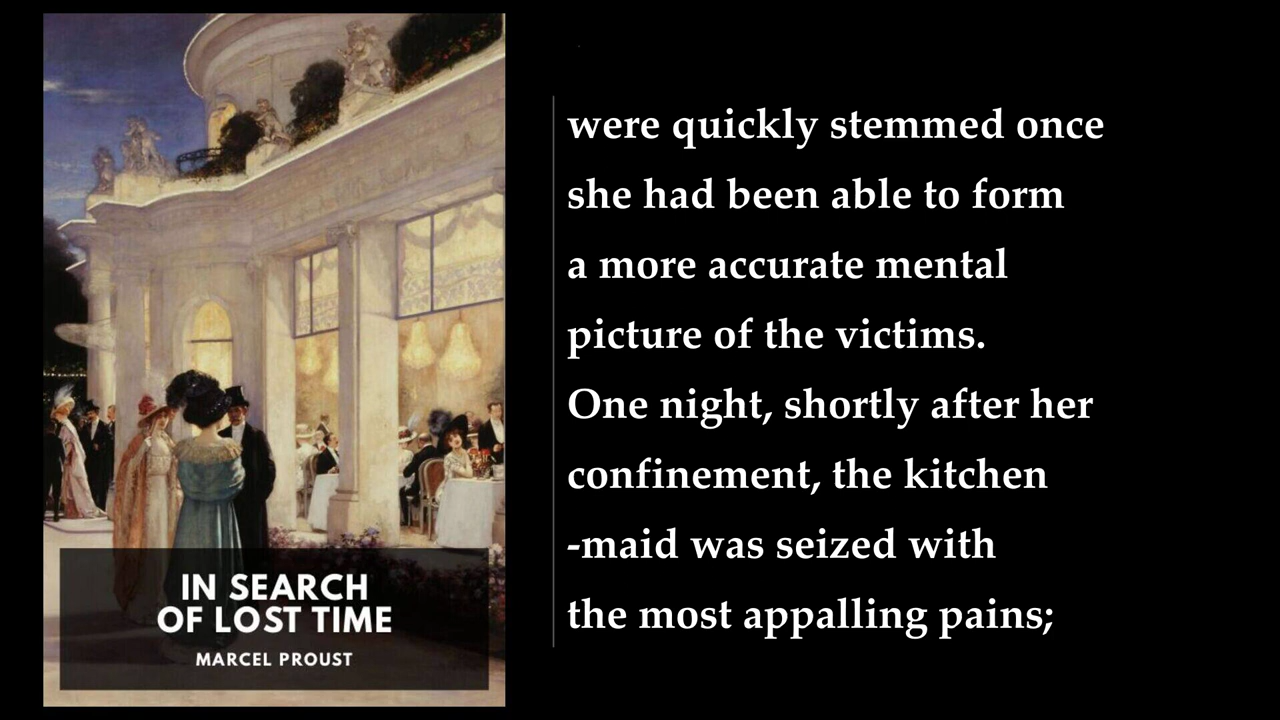 IN SEARCH
OF LOST TIME
MARCEL PROUST
were quickly stemmed once
she had been able to form
a more accurate mental
picture of the victims.
One night, shortly after her
confinement, the kitchen
-maid was seized with
the most appalling pains;